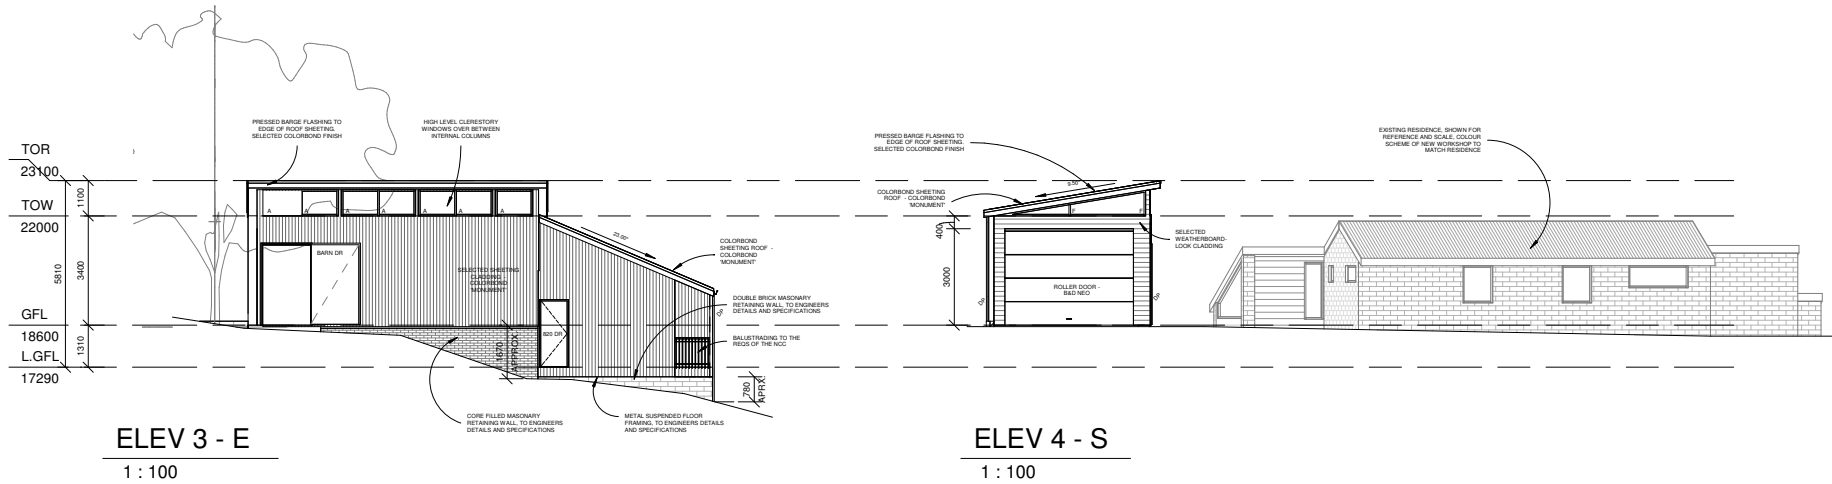 PRESSED BARGE FLASHING TO
EDGE OF ROOF SHEETING.
SELECTED COLORBOND FINISH
HIGH LEVEL CLERESTORY
WINDOWS OVER BETWEEN
INTERNAL COLUMNS
TOR
23100
TOW
22000
GFL
18600
L.GFL
17290
5810
1100
3400
1310
A
A
A
A
A
A
A
BARN DR
SELECTED SHEETING
CLADDING -
COLORBOND
'MONUMENT'
23.00°
COLORBOND
SHEETING ROOF -
COLORBOND
'MONUMENT'
DOUBLE BRICK MASONARY
RETAINING WALL, TO ENGINEERS
DETAILS AND SPECIFICATIONS
DP
820 DR
1670
APPROX.
BALUSTRADING TO THE
REQS OF THE NCC
780
APRX.
CORE FILLED MASONARY
RETAINING WALL, TO ENGINEERS
DETAILS AND SPECIFICATIONS
METAL SUSPENDED FLOOR
FRAMING, TO ENGINEERS DETAILS
AND SPECIFICATIONS
ELEV 3 - E
1 : 100
PRESSED BARGE FLASHING TO
EDGE OF ROOF SHEETING.
SELECTED COLORBOND FINISH
COLORBOND SHEETING
ROOF - COLORBOND
'MONUMENT'
F
F
400
3000
SELECTED
WEATHERBOARD-
LOOK CLADDING
ROLLER DOOR -
B&D NEO
DP
DP
EXISTING RESIDENCE, SHOWN FOR
REFERENCE AND SCALE, COLOUR
SCHEME OF NEW WORKSHOP TO
MATCH RESIDENCE
ELEV 4 - S
1 : 100